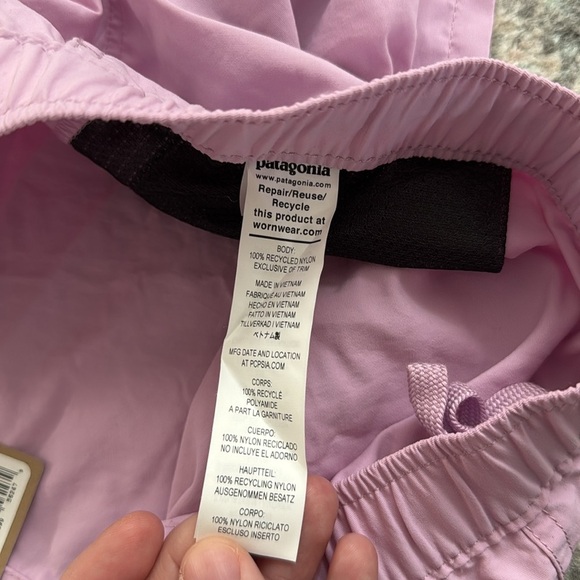 patagonia
www.patagonia.com
Repair/Reuse/
Recycle
this product at
wornwear.com
BODY:
100% RECYCLED NYLON
EXCLUSIVE OF TRIM
MADE IN VIETNAM
FABRIQUÉ AU VIETNAM
HECHO EN VIETNAM
FATTO IN VIETNAM
TILLVERKAD I VIETNAM
ベトナム製
MFG DATE AND LOCATION
AT PCPSIA.COM
CORPS:
100% RECYCLÉ
POLYAMIDE
À PART LA GARNITURE
CUERPO:
100% NYLON RECICLADO
NO INCLUYE EL ADORNO
HAUPTTEIL:
100% RECYCLING NYLON
AUSGENOMMEN BESATZ
CORPO:
100% NYLON RICICLATO
ESCLUSO INSERTO